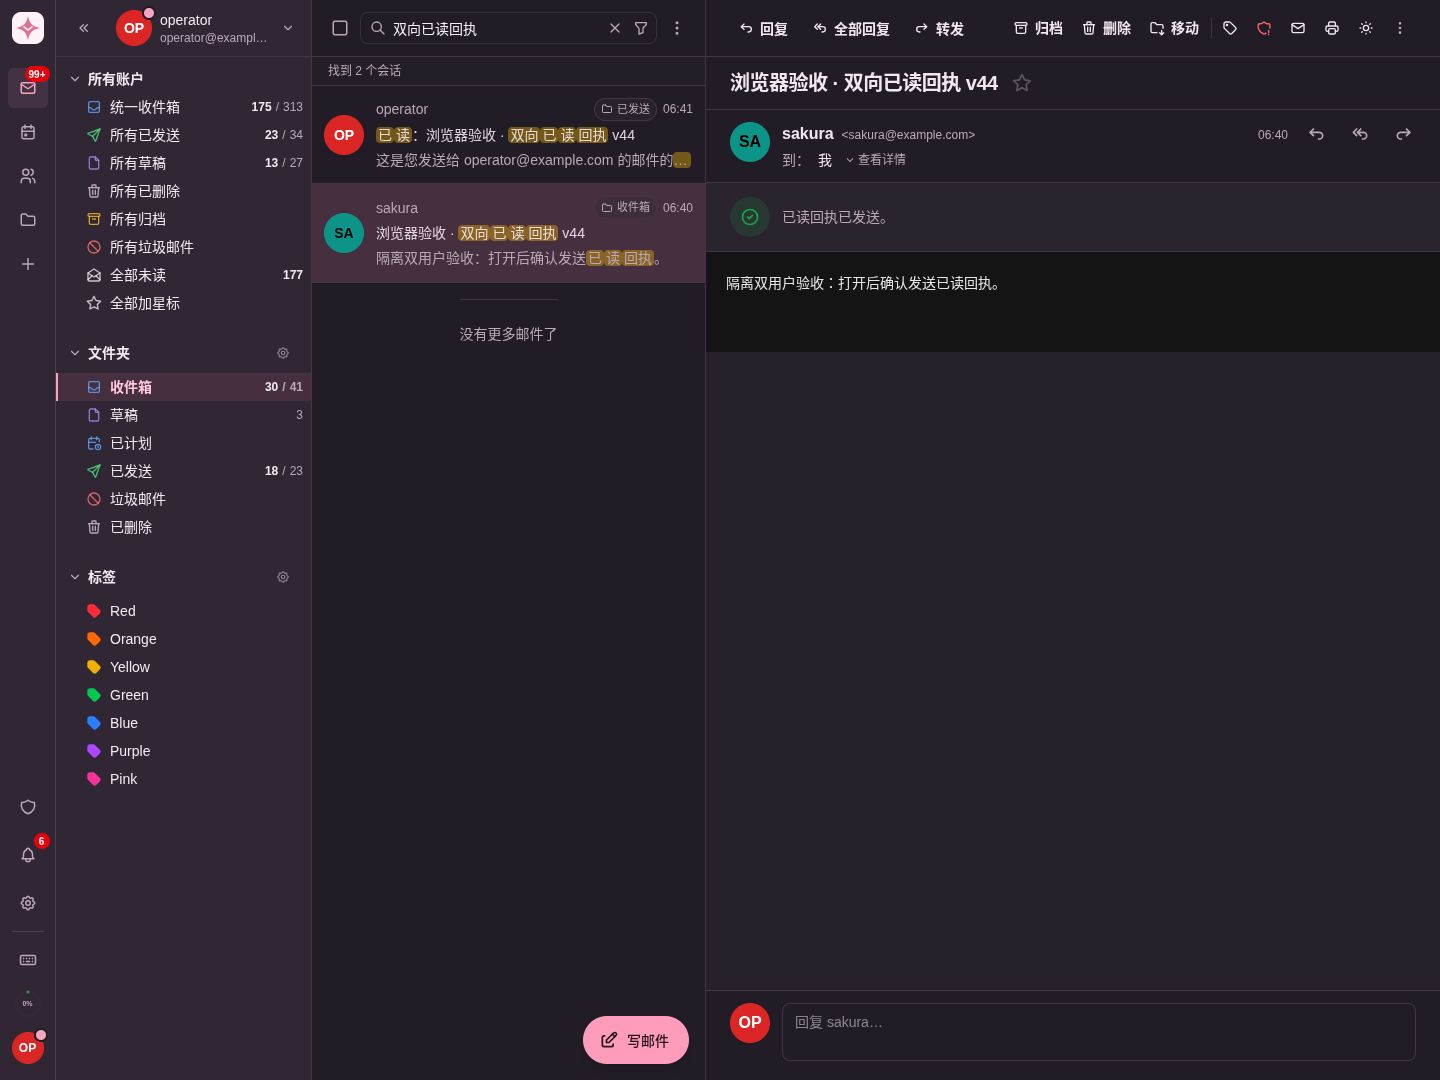 99+
6
0%
OP
OP
operator
operator@exampl…
所有账户
统一收件箱 175 / 313
所有已发送 23 / 34
所有草稿 13 / 27
所有已删除
所有归档
所有垃圾邮件
全部未读 177
全部加星标
文件夹
收件箱 30 / 41
草稿 3
已计划
已发送 18 / 23
垃圾邮件
已删除
标签
Red
Orange
Yellow
Green
Blue
Purple
Pink
双向已读回执
找到 2 个会话
OP
operator 已发送 06:41
已读：浏览器验收 · 双向已读回执 v44
这是您发送给 operator@example.com 的邮件的…
SA
sakura 收件箱 06:40
浏览器验收 · 双向已读回执 v44
隔离双用户验收：打开后确认发送已读回执。
没有更多邮件了
写邮件
回复 全部回复 转发 归档 删除 移动
浏览器验收 · 双向已读回执 v44
SA
sakura <sakura@example.com> 06:40
到： 我 查看详情
已读回执已发送。
隔离双用户验收：打开后确认发送已读回执。
OP
回复 sakura…